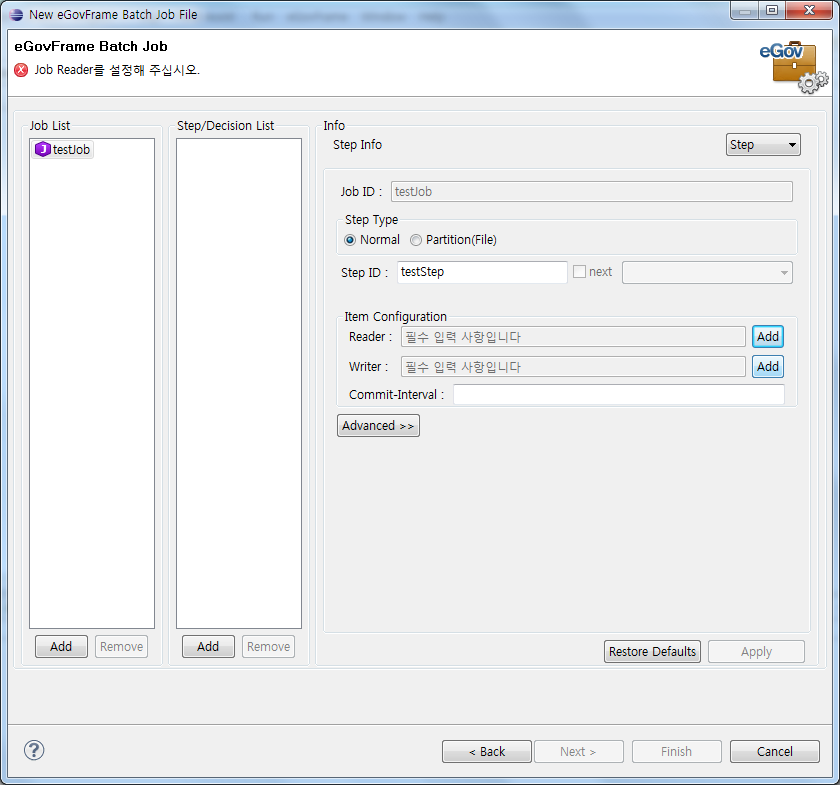 New eGovFrame Batch Job File
eGovFrame Batch Job
Job Reader를 설정해 주십시오.
eGov
Job List
testJob
Add Remove
Step/Decision List
Add Remove
Info
Step Info
Step
Job ID : testJob
Step Type
Normal Partition(File)
Step ID : testStep next
Item Configuration
Reader : 필수 입력 사항입니다 Add
Writer : 필수 입력 사항입니다 Add
Commit-Interval :
Advanced >>
Restore Defaults Apply
< Back Next > Finish Cancel